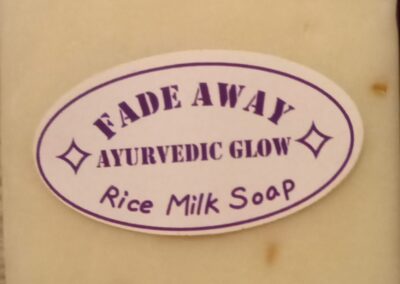 FADE AWAY
AYURVEDIC GLOW
Rice Milk Soap